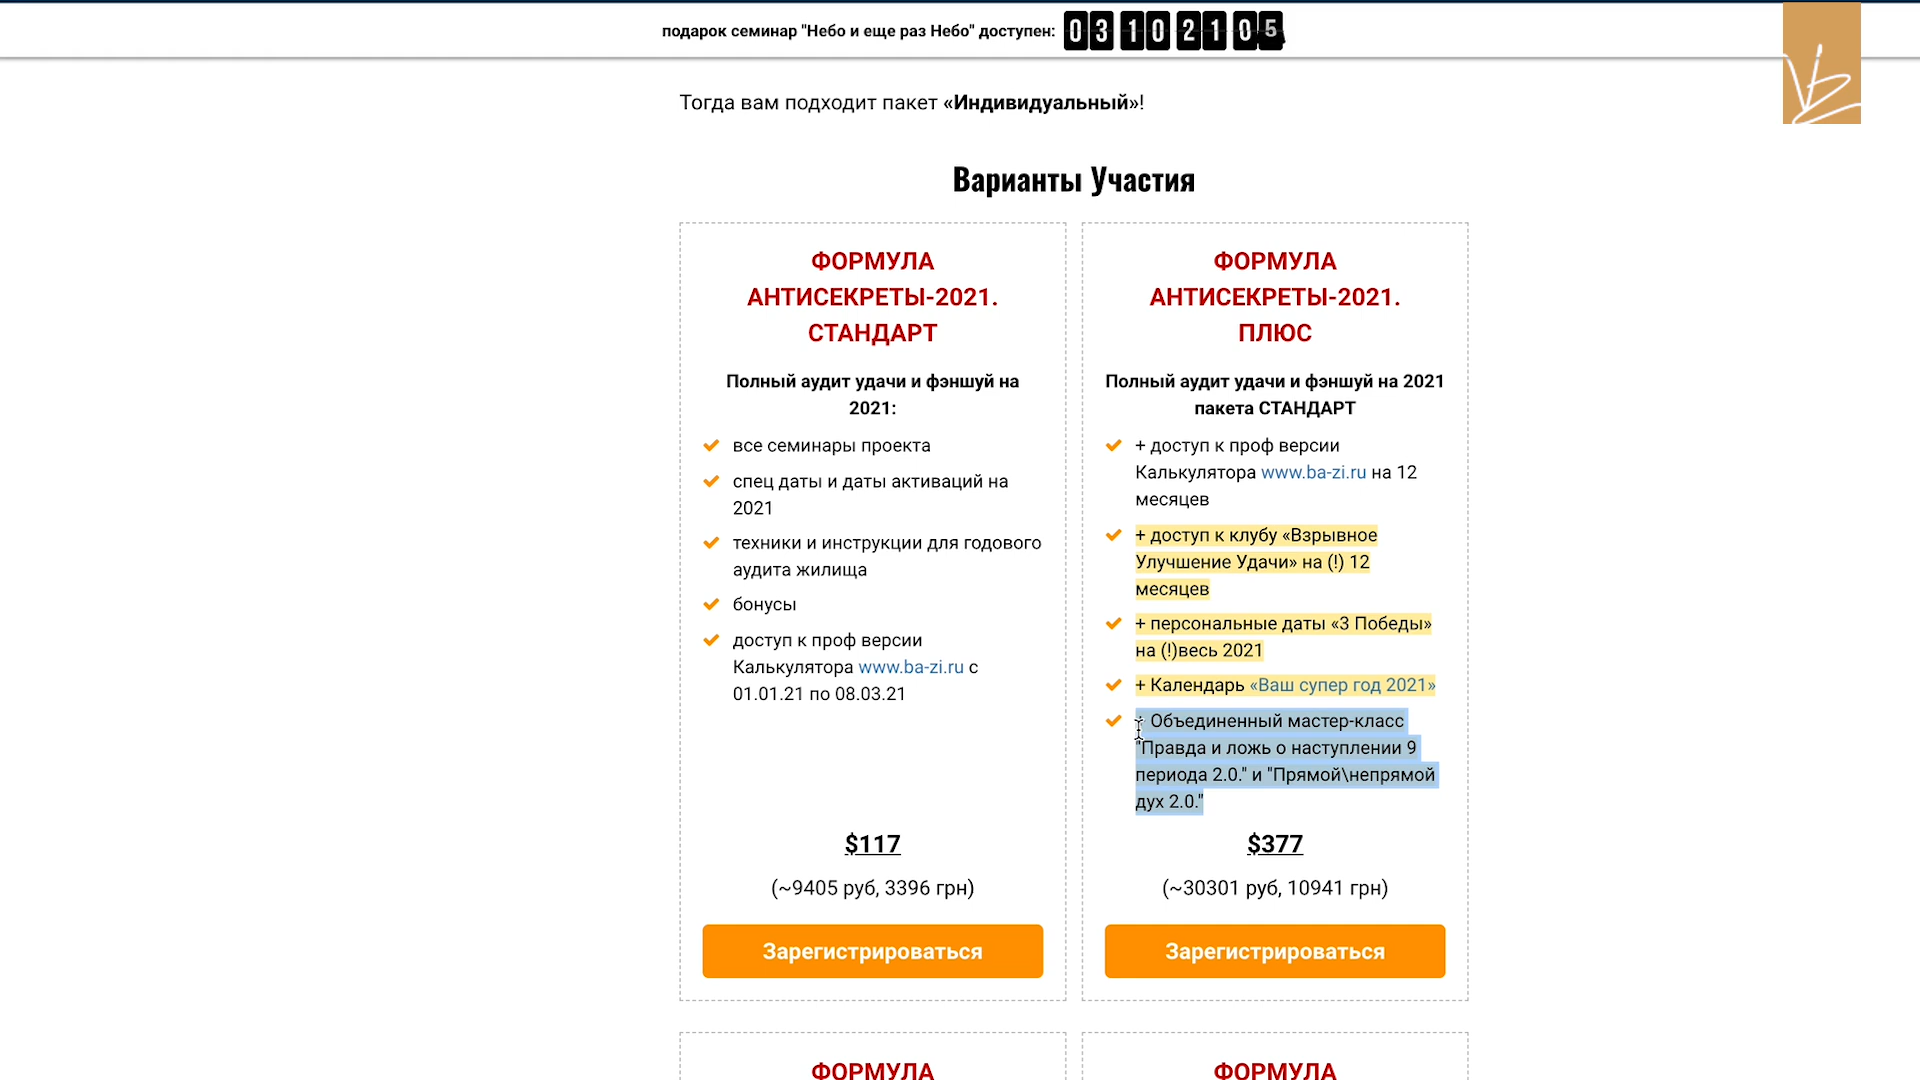 подарок семинар "Небо и еще раз Небо" доступен: 03 10 21 05
Тогда вам подходит пакет «Индивидуальный»!
Варианты Участия
ФОРМУЛА
АНТИСЕКРЕТЫ-2021.
СТАНДАРТ
Полный аудит удачи и фэншуй на
2021:
все семинары проекта
спец даты и даты активаций на
2021
техники и инструкции для годового
аудита жилища
бонусы
доступ к проф версии
Калькулятора www.ba-zi.ru с
01.01.21 по 08.03.21
$117
(~9405 руб, 3396 грн)
Зарегистрироваться
ФОРМУЛА
АНТИСЕКРЕТЫ-2021.
ПЛЮС
Полный аудит удачи и фэншуй на 2021
пакета СТАНДАРТ
+ доступ к проф версии
Калькулятора www.ba-zi.ru на 12
месяцев
+ доступ к клубу «Взрывное
Улучшение Удачи» на (!) 12
месяцев
+ персональные даты «3 Победы»
на (!)весь 2021
+ Календарь «Ваш супер год 2021»
+ Объединенный мастер-класс
"Правда и ложь о наступлении 9
периода 2.0." и "Прямой\непрямой
дух 2.0."
$377
(~30301 руб, 10941 грн)
Зарегистрироваться
ФОРМУЛА
ФОРМУЛА